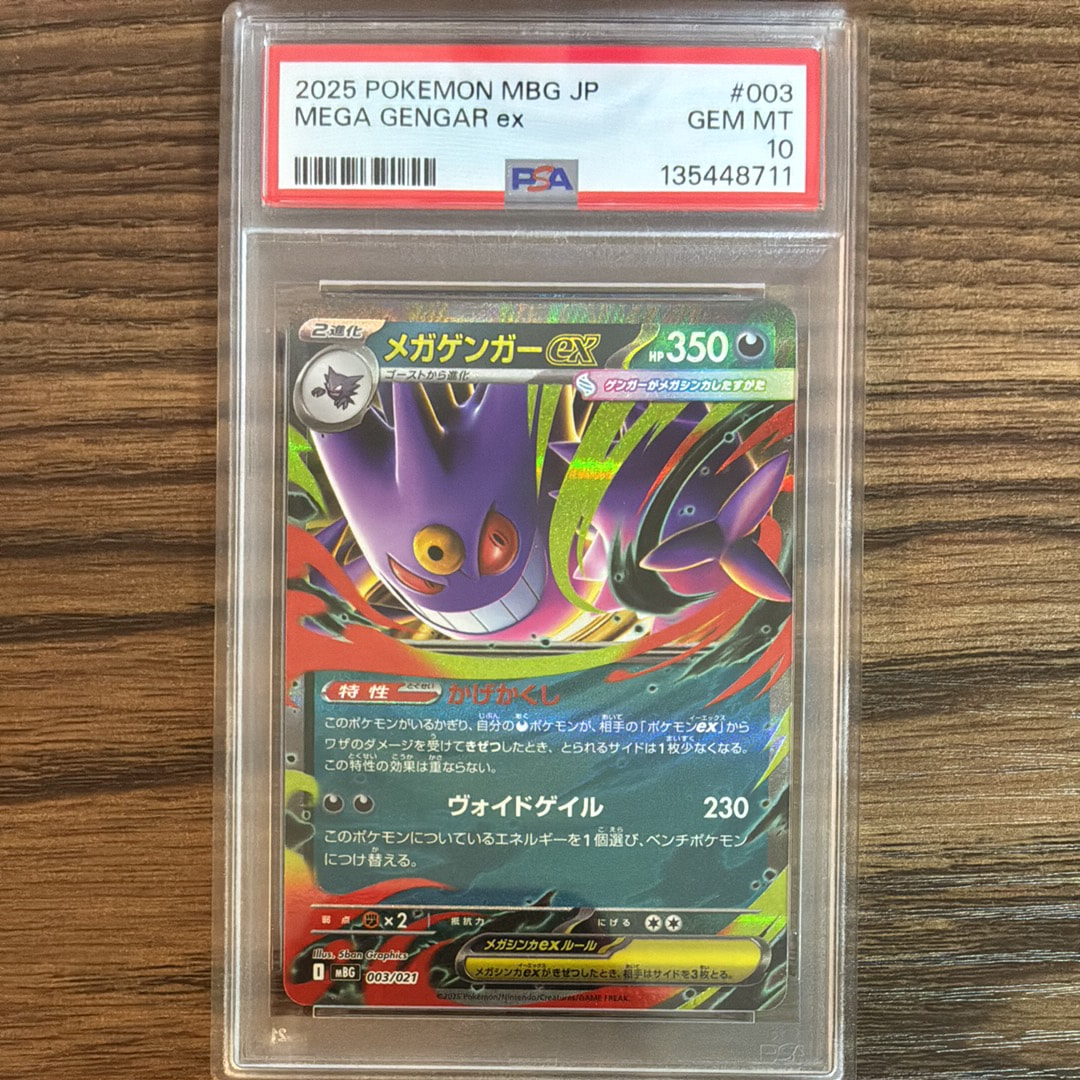 2025 POKEMON MBG JP #003
MEGA GENGAR ex GEM MT
10
PSA 135448711
2進化 メガゲンガーex HP 350
ゴーストから進化
ゲンガーがメガシンカしたすがた
特性 とくせい かげかくし
このポケモンがいるかぎり、自分のポケモンが、相手の「ポケモンex」から
ワザのダメージを受けてきぜつしたとき、とられるサイドは1枚少なくなる。
この特性の効果は重ならない。
ヴォイドゲイル 230
このポケモンについているエネルギーを1個選び、ベンチポケモン
につけ替える。
弱点 ×2 抵抗力 にげる
メガシンカexルール
メガシンカexがきぜつしたとき、相手はサイドを3枚とる。
Illus. 5ban Graphics
I MBG 003/021
©2025 Pokémon/Nintendo/Creatures/GAME FREAK.
PSA